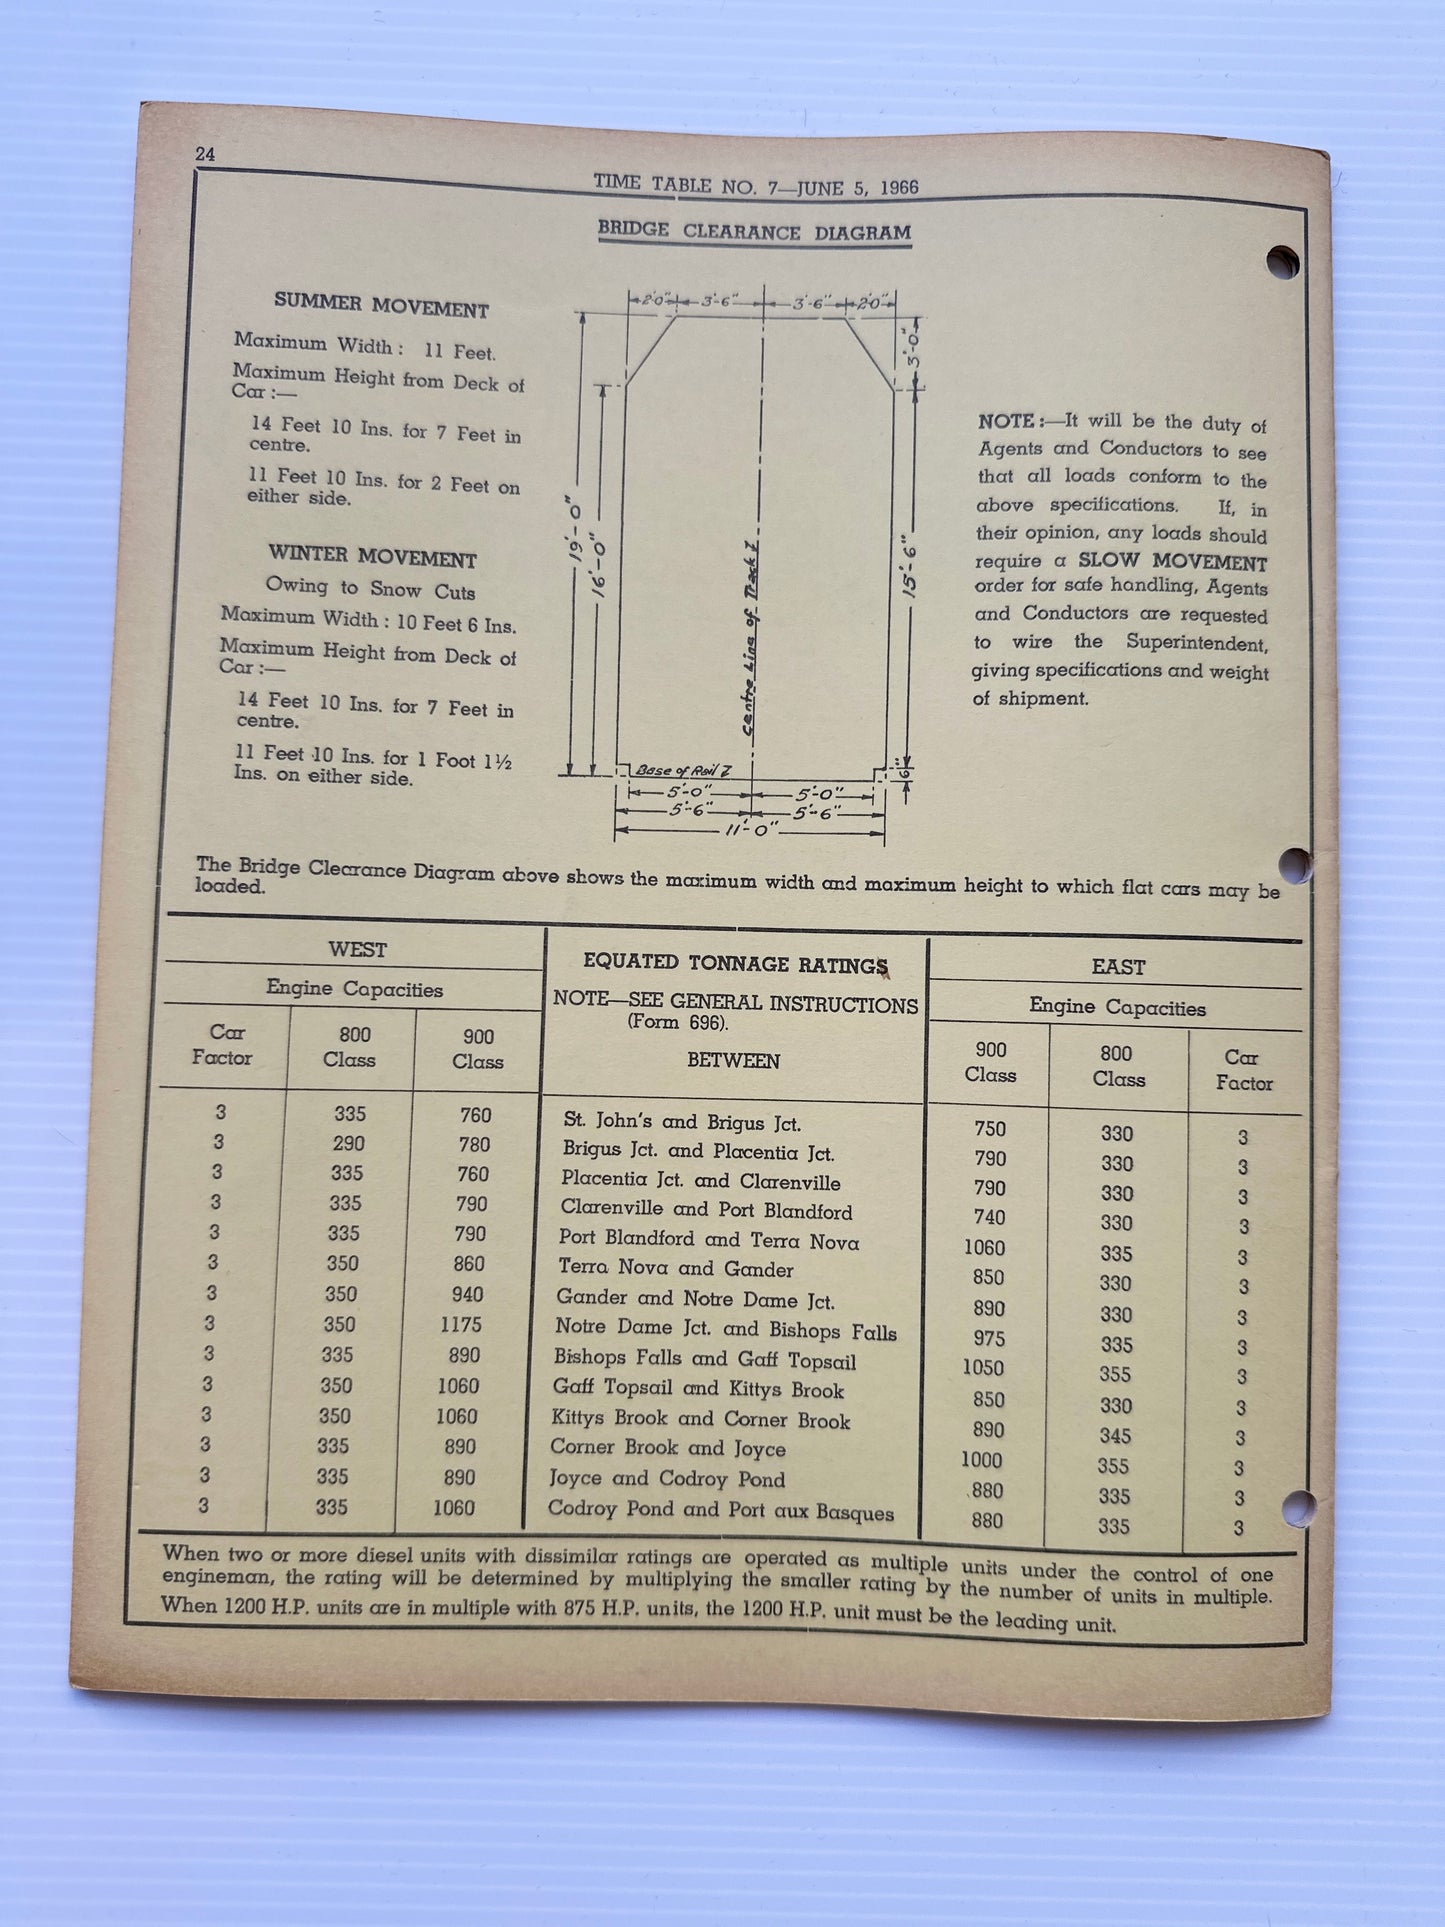 24
TIME TABLE NO. 7—JUNE 5, 1966
BRIDGE CLEARANCE DIAGRAM
SUMMER MOVEMENT
Maximum Width : 11 Feet.
Maximum Height from Deck of
Car :—
14 Feet 10 Ins. for 7 Feet in
centre.
11 Feet 10 Ins. for 2 Feet on
either side.
WINTER MOVEMENT
Owing to Snow Cuts
Maximum Width : 10 Feet 6 Ins.
Maximum Height from Deck of
Car :—
14 Feet 10 Ins. for 7 Feet in
centre.
11 Feet 10 Ins. for 1 Foot 1½
Ins. on either side.
2'-0" 3'-6" 3'-6" 2'-0"
3'-0"
19'-0"
16'-0"
Centre Line of Track
15'-6"
Base of Rail
6"
5'-0" 5'-0"
5'-6" 5'-6"
11'-0"
NOTE :—It will be the duty of
Agents and Conductors to see
that all loads conform to the
above specifications. If, in
their opinion, any loads should
require a SLOW MOVEMENT
order for safe handling, Agents
and Conductors are requested
to wire the Superintendent,
giving specifications and weight
of shipment.
The Bridge Clearance Diagram above shows the maximum width and maximum height to which flat cars may be
loaded.
WEST
Engine Capacities
Car Factor 800 Class 900 Class
EQUATED TONNAGE RATINGS
NOTE—SEE GENERAL INSTRUCTIONS
(Form 696).
BETWEEN
EAST
Engine Capacities
900 Class 800 Class Car Factor
3 335 760 St. John's and Brigus Jct. 750 330 3
3 290 780 Brigus Jct. and Placentia Jct. 790 330 3
3 335 760 Placentia Jct. and Clarenville 790 330 3
3 335 790 Clarenville and Port Blandford 740 330 3
3 335 790 Port Blandford and Terra Nova 1060 335 3
3 350 860 Terra Nova and Gander 850 330 3
3 350 940 Gander and Notre Dame Jct. 890 330 3
3 350 1175 Notre Dame Jct. and Bishops Falls 975 335 3
3 335 890 Bishops Falls and Gaff Topsail 1050 355 3
3 350 1060 Gaff Topsail and Kittys Brook 850 330 3
3 350 1060 Kittys Brook and Corner Brook 890 345 3
3 335 890 Corner Brook and Joyce 1000 355 3
3 335 890 Joyce and Codroy Pond 880 335 3
3 335 1060 Codroy Pond and Port aux Basques 880 335 3
When two or more diesel units with dissimilar ratings are operated as multiple units under the control of one
engineman, the rating will be determined by multiplying the smaller rating by the number of units in multiple.
When 1200 H.P. units are in multiple with 875 H.P. units, the 1200 H.P. unit must be the leading unit.